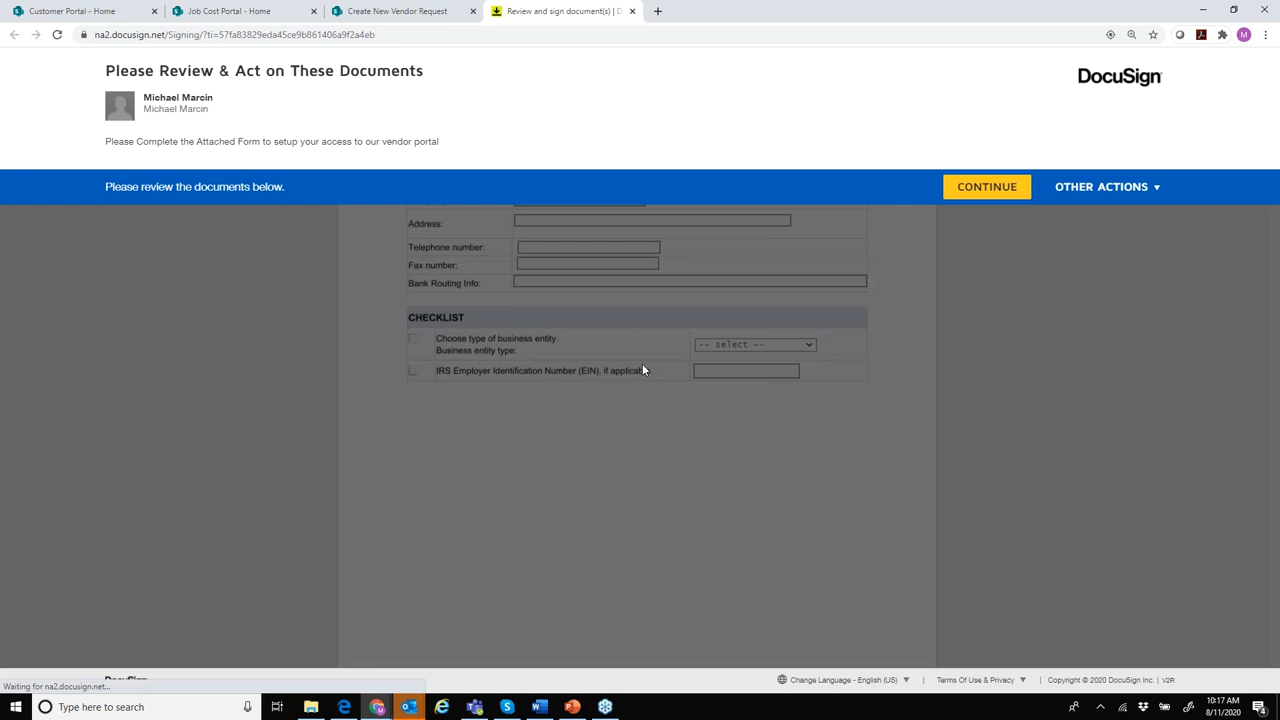 Customer Portal - Home
Job Cost Portal - Home
Create New Vendor Request
Review and sign document(s) | D
na2.docusign.net/Signing/?ti=57fa83829eda45ce9b861406a9f2a4eb
M
Please Review & Act on These Documents
DocuSign
Michael Marcin
Michael Marcin
Please Complete the Attached Form to setup your access to our vendor portal
Please review the documents below.
CONTINUE
OTHER ACTIONS
Address:
Telephone number:
Fax number:
Bank Routing Info:
CHECKLIST
Choose type of business entity.
Business entity type:
-- select --
IRS Employer Identification Number (EIN), if applicab
Change Language - English (US)
Terms Of Use & Privacy
Copyright © 2020 DocuSign Inc. | V2R
Waiting for na2.docusign.net...
Type here to search
10:17 AM
8/11/2020